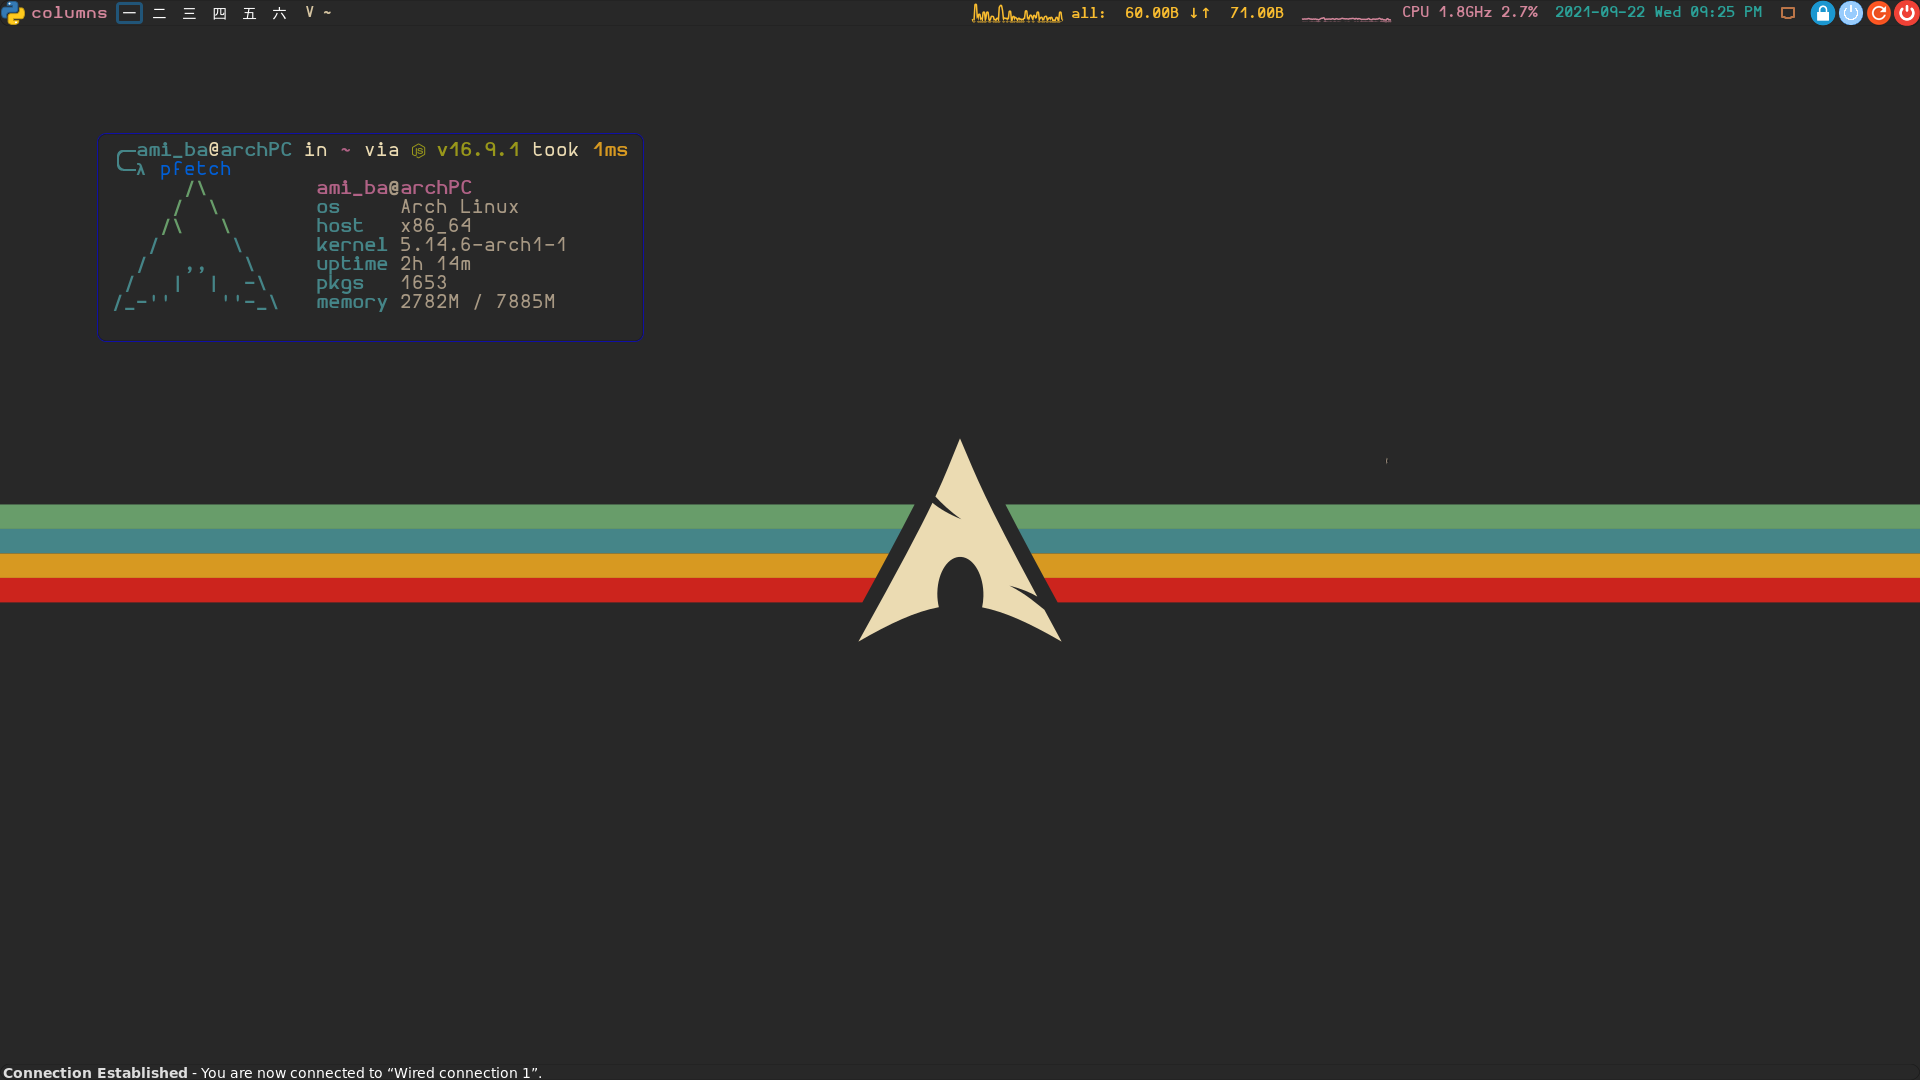 columns 一 二 三 四 五 六 V ~ all: 60.00B ↓↑ 71.00B CPU 1.8GHz 2.7% 2021-09-22 Wed 09:25 PM
ami_ba@archPC in ~ via v16.9.1 took 1ms
λ pfetch
ami_ba@archPC
os Arch Linux
host x86_64
kernel 5.14.6-arch1-1
uptime 2h 14m
pkgs 1653
memory 2782M / 7885M
Connection Established - You are now connected to “Wired connection 1”.